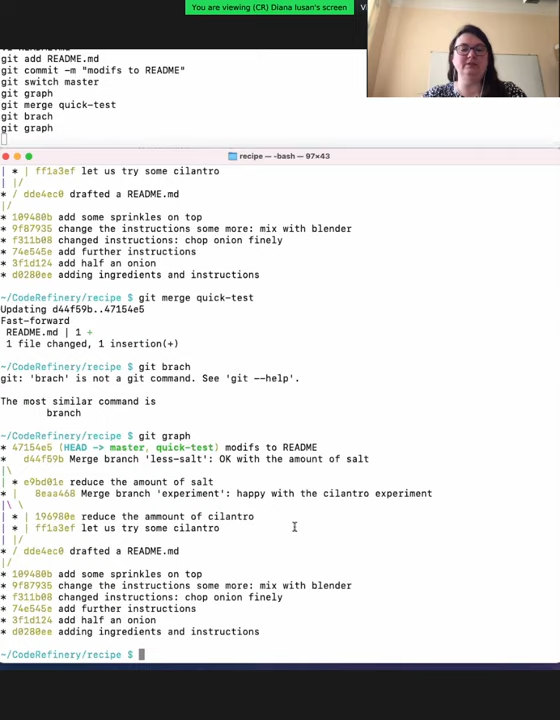 You are viewing (CR) Diana Iusan's screen
git add README.md
git commit -m "modifs to README"
git switch master
git graph
git merge quick-test
git brach
git graph
recipe — -bash — 97×43
| * | ff1a3ef let us try some cilantro
| |/
* / dde4ec0 drafted a README.md
|/
* 109480b add some sprinkles on top
* 9f87935 change the instructions some more: mix with blender
* f311b08 changed instructions: chop onion finely
* 74e545e add further instructions
* 3f1d124 add half an onion
* d0280ee adding ingredients and instructions
~/CodeRefinery/recipe $ git merge quick-test
Updating d44f59b..47154e5
Fast-forward
README.md | 1 +
1 file changed, 1 insertion(+)
~/CodeRefinery/recipe $ git brach
git: 'brach' is not a git command. See 'git --help'.
The most similar command is
branch
~/CodeRefinery/recipe $ git graph
* 47154e5 (HEAD -> master, quick-test) modifs to README
* d44f59b Merge branch 'less-salt': OK with the amount of salt
|\
| * e9bd01e reduce the amount of salt
* | 8eaa468 Merge branch 'experiment': happy with the cilantro experiment
|\ \
| * | 196980e reduce the ammount of cilantro
| * | ff1a3ef let us try some cilantro
| |/
* / dde4ec0 drafted a README.md
|/
* 109480b add some sprinkles on top
* 9f87935 change the instructions some more: mix with blender
* f311b08 changed instructions: chop onion finely
* 74e545e add further instructions
* 3f1d124 add half an onion
* d0280ee adding ingredients and instructions
~/CodeRefinery/recipe $